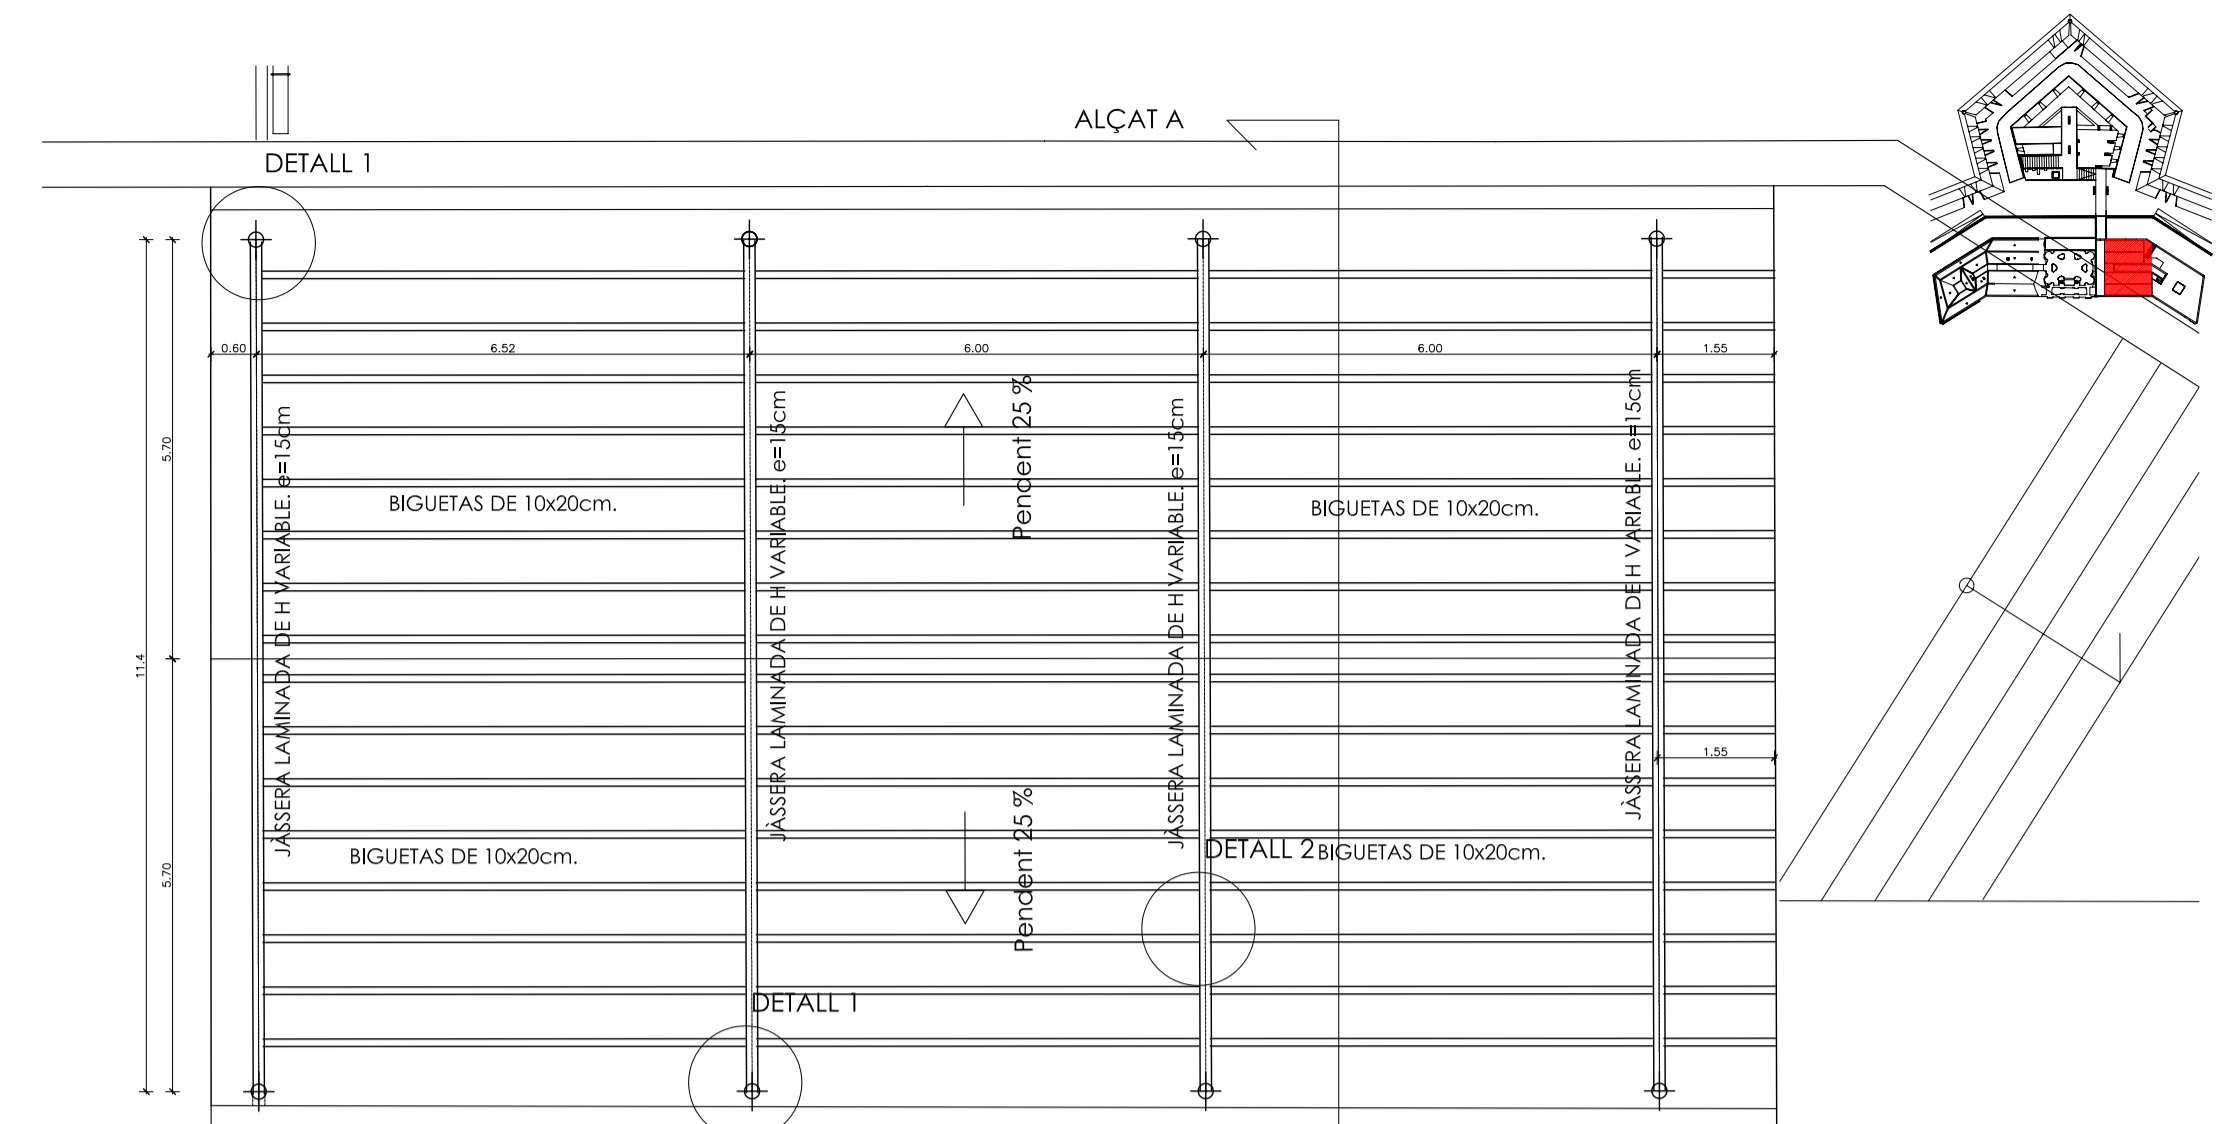 ALÇAT A
DETALL 1
0.60
6.52
6.00
6.00
1.55
5.70
11.4
5.70
JÀSSERA LAMINADA DE H VARIABLE. e=15cm
JÀSSERA LAMINADA DE H VARIABLE. e=15cm
JÀSSERA LAMINADA DE H VARIABLE. e=15cm
JÀSSERA LAMINADA DE H VARIABLE. e=15cm
Pendent 25 %
BIGUETAS DE 10x20cm.
BIGUETAS DE 10x20cm.
1.55
Pendent 25 %
BIGUETAS DE 10x20cm.
DETALL 2
BIGUETAS DE 10x20cm.
DETALL 1